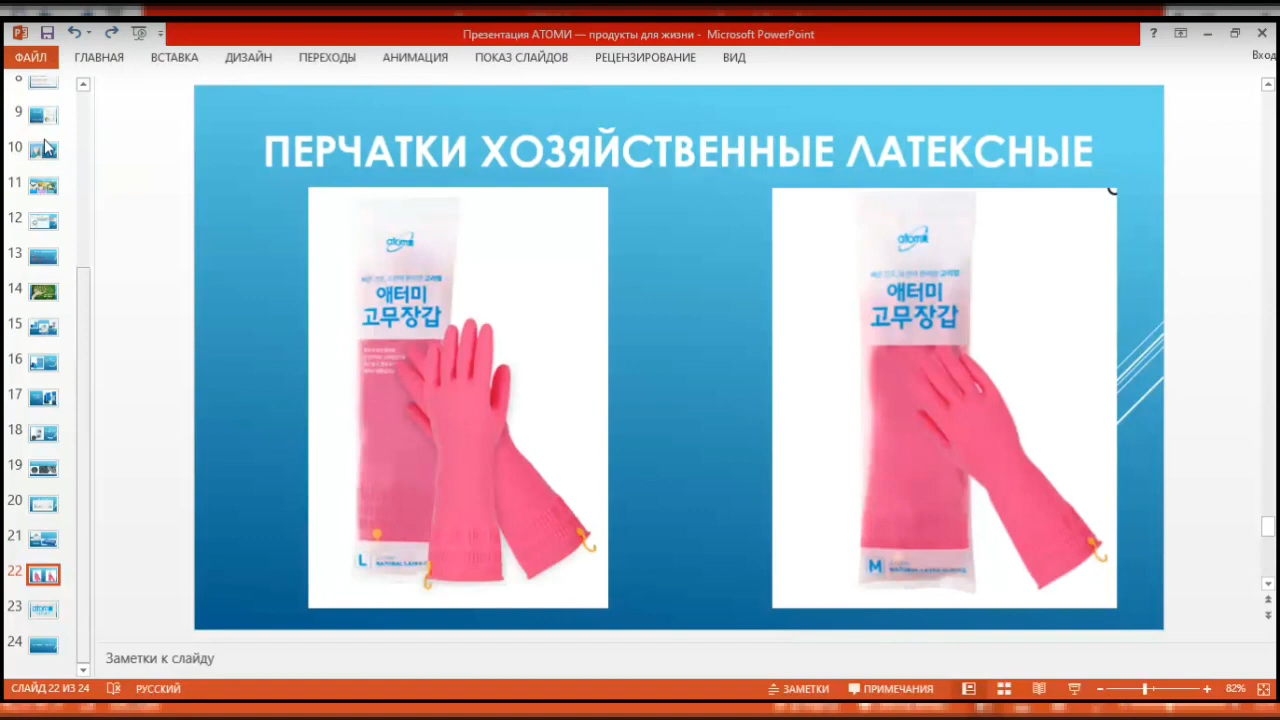 Презентация АТОМИ — продукты для жизни - Microsoft PowerPoint
?
Вход
ФАЙЛ ГЛАВНАЯ ВСТАВКА ДИЗАЙН ПЕРЕХОДЫ АНИМАЦИЯ ПОКАЗ СЛАЙДОВ РЕЦЕНЗИРОВАНИЕ ВИД
8
9
10
11
12
13
14
15
16
17
18
19
20
21
22
23
24
ПЕРЧАТКИ ХОЗЯЙСТВЕННЫЕ ЛАТЕКСНЫЕ
atomi
애터미
고무장갑
L
atomi
애터미
고무장갑
M
Заметки к слайду
СЛАЙД 22 ИЗ 24 РУССКИЙ ЗАМЕТКИ ПРИМЕЧАНИЯ 82%